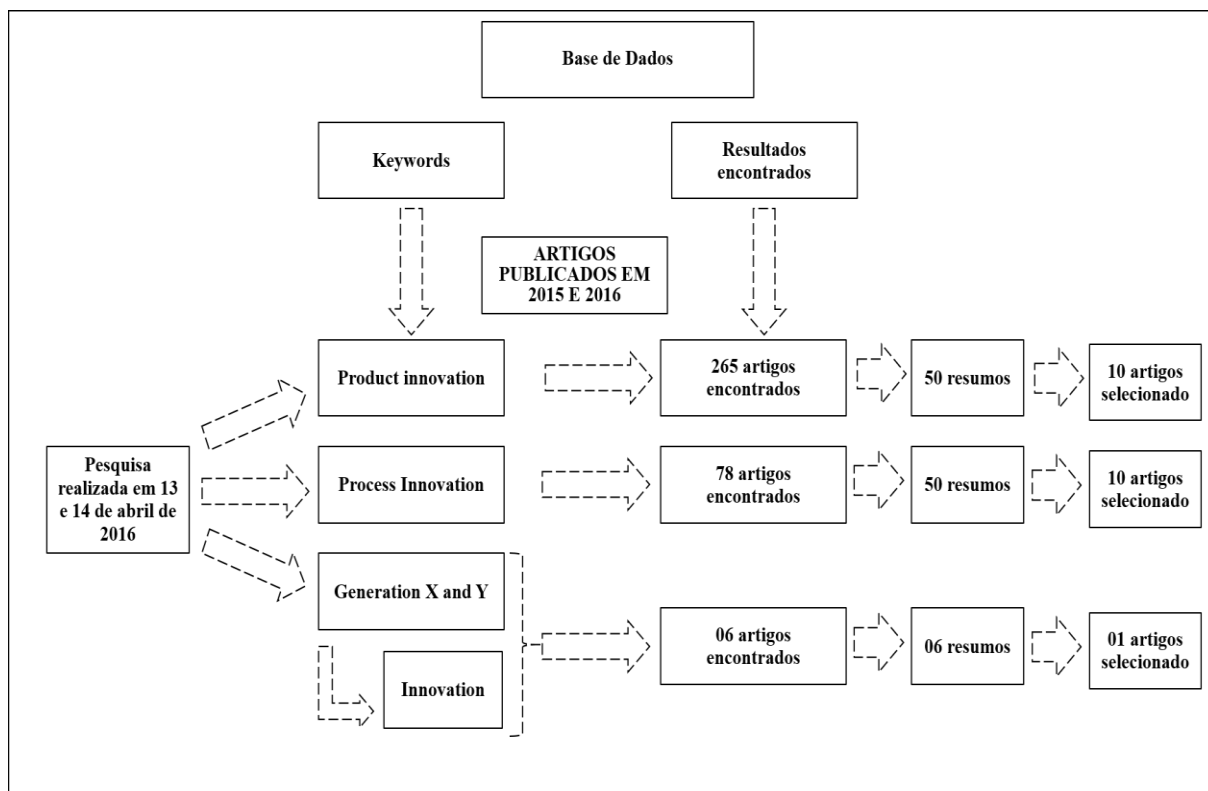 Base de Dados
Keywords
Resultados
encontrados
ARTIGOS
PUBLICADOS EM
2015 E 2016
Product innovation
265 artigos
encontrados
50 resumos
10 artigos
selecionado
Pesquisa
realizada em 13
e 14 de abril de
2016
Process Innovation
78 artigos
encontrados
50 resumos
10 artigos
selecionado
Generation X and Y
Innovation
06 artigos
encontrados
06 resumos
01 artigos
selecionado